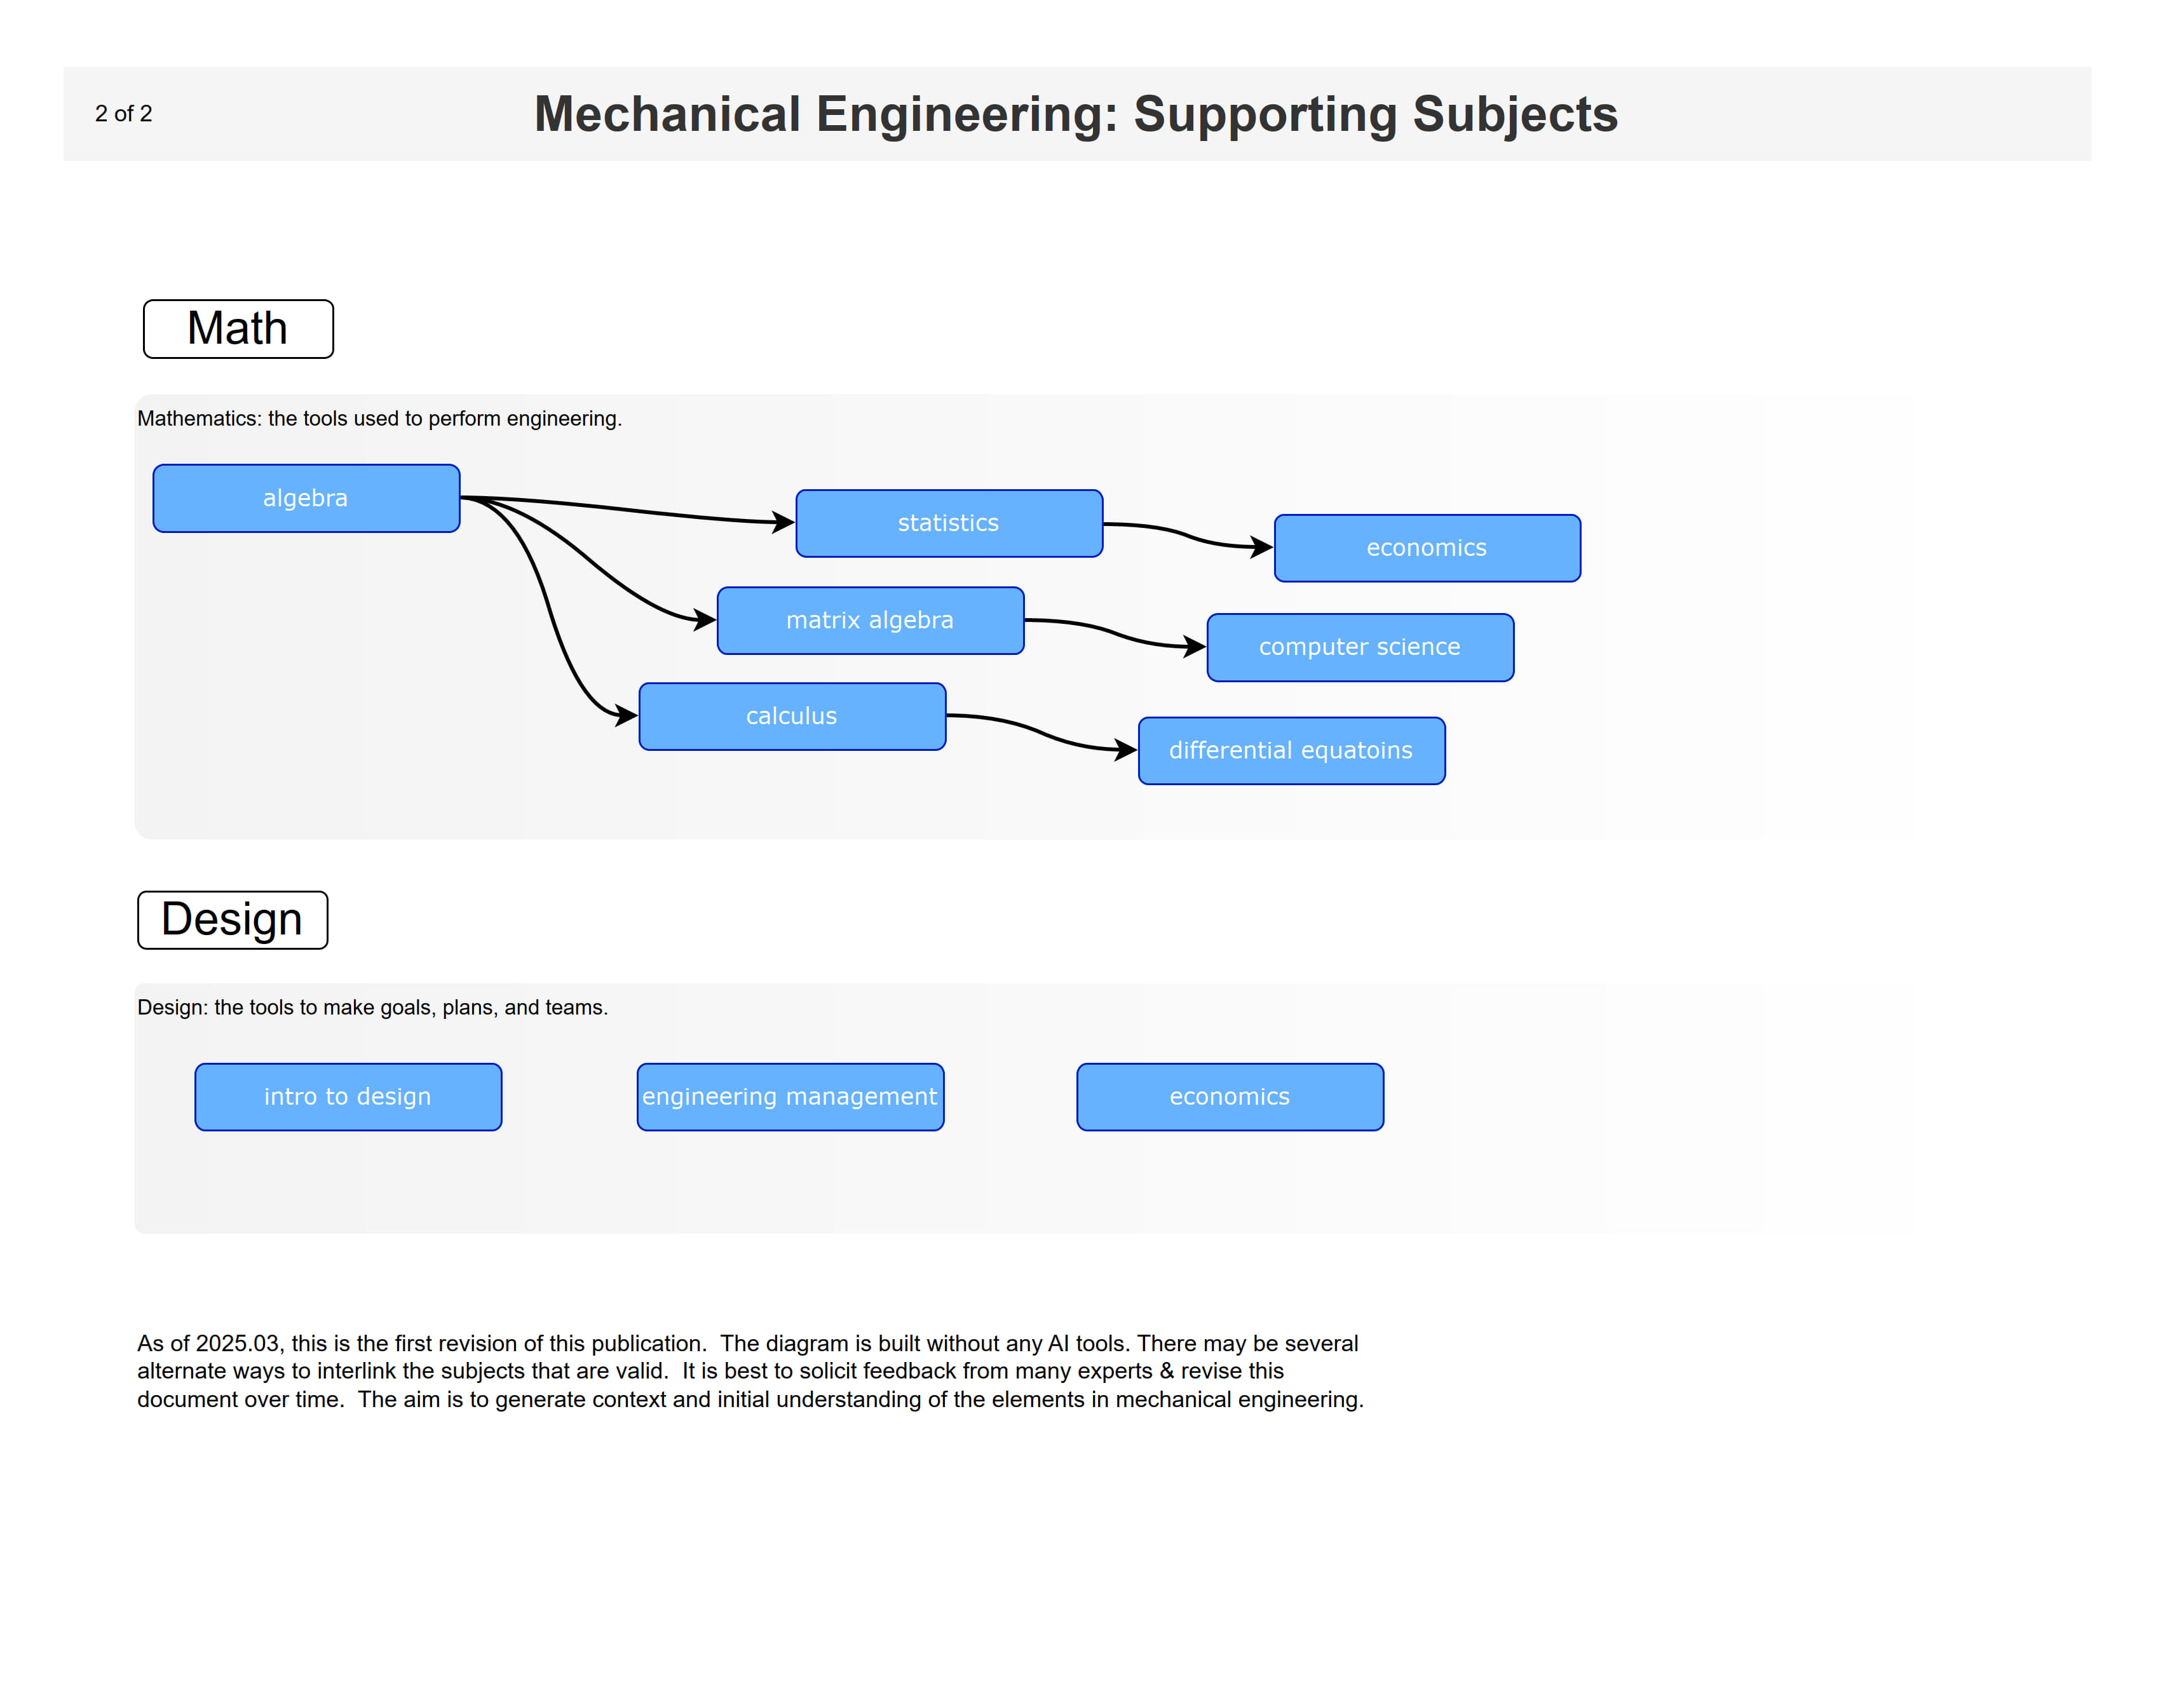 2 of 2
Mechanical Engineering: Supporting Subjects
Math
Mathematics: the tools used to perform engineering.
algebra
statistics
economics
matrix algebra
computer science
calculus
differential equatoins
Design
Design: the tools to make goals, plans, and teams.
intro to design
engineering management
economics
As of 2025.03, this is the first revision of this publication.  The diagram is built without any AI tools. There may be several
alternate ways to interlink the subjects that are valid.  It is best to solicit feedback from many experts & revise this
document over time.  The aim is to generate context and initial understanding of the elements in mechanical engineering.